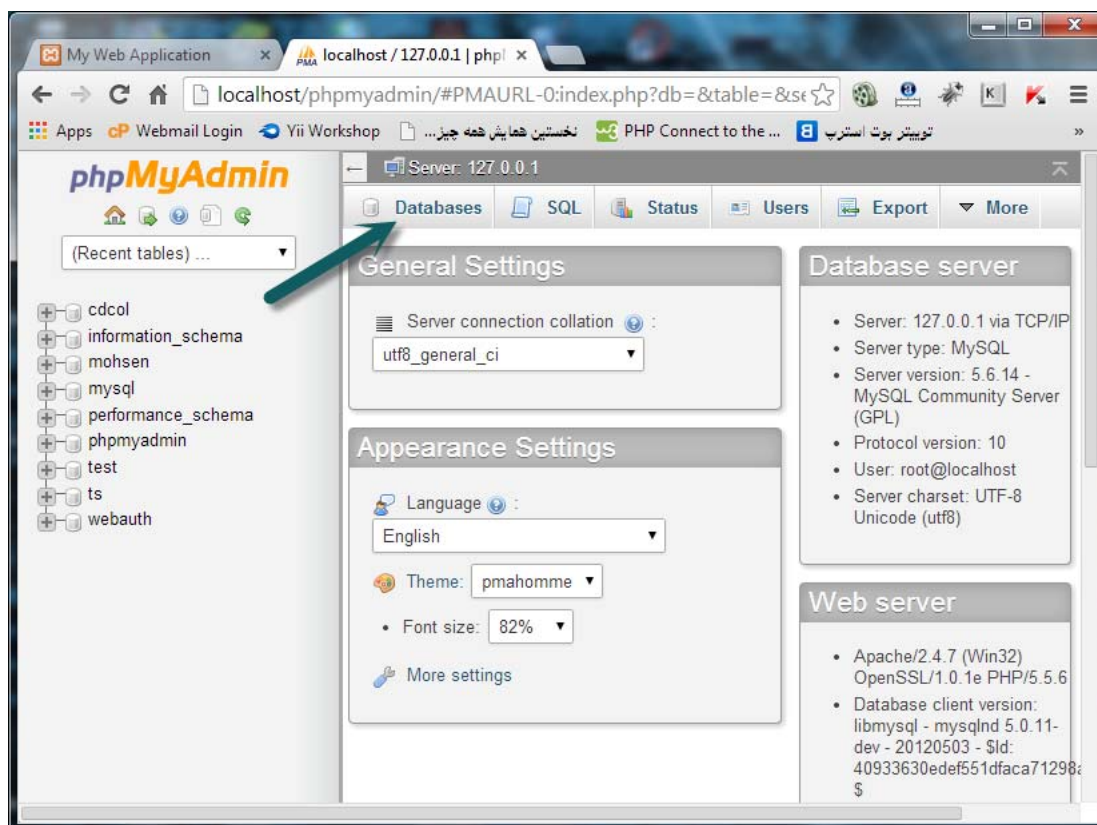 My Web Application
PMA
localhost / 127.0.0.1 | phpM
localhost/phpmyadmin/#PMAURL-0:index.php?db=&table=&se
Apps
cP Webmail Login
Yii Workshop
نخستین همایش همه چیز...
PHP Connect to the ...
B توییتر بوت استرپ
»
phpMyAdmin
Server: 127.0.0.1
Databases
SQL
Status
Users
Export
More
(Recent tables) ...
cdcol
information_schema
mohsen
mysql
performance_schema
phpmyadmin
test
ts
webauth
General Settings
Server connection collation :
utf8_general_ci
Appearance Settings
Language :
English
Theme: pmahomme
• Font size: 82%
More settings
Database server
• Server: 127.0.0.1 via TCP/IP
• Server type: MySQL
• Server version: 5.6.14 -
MySQL Community Server
(GPL)
• Protocol version: 10
• User: root@localhost
• Server charset: UTF-8
Unicode (utf8)
Web server
• Apache/2.4.7 (Win32)
OpenSSL/1.0.1e PHP/5.5.6
• Database client version:
libmysql - mysqlnd 5.0.11-
dev - 20120503 - $Id:
40933630edef551dfaca71298a
$